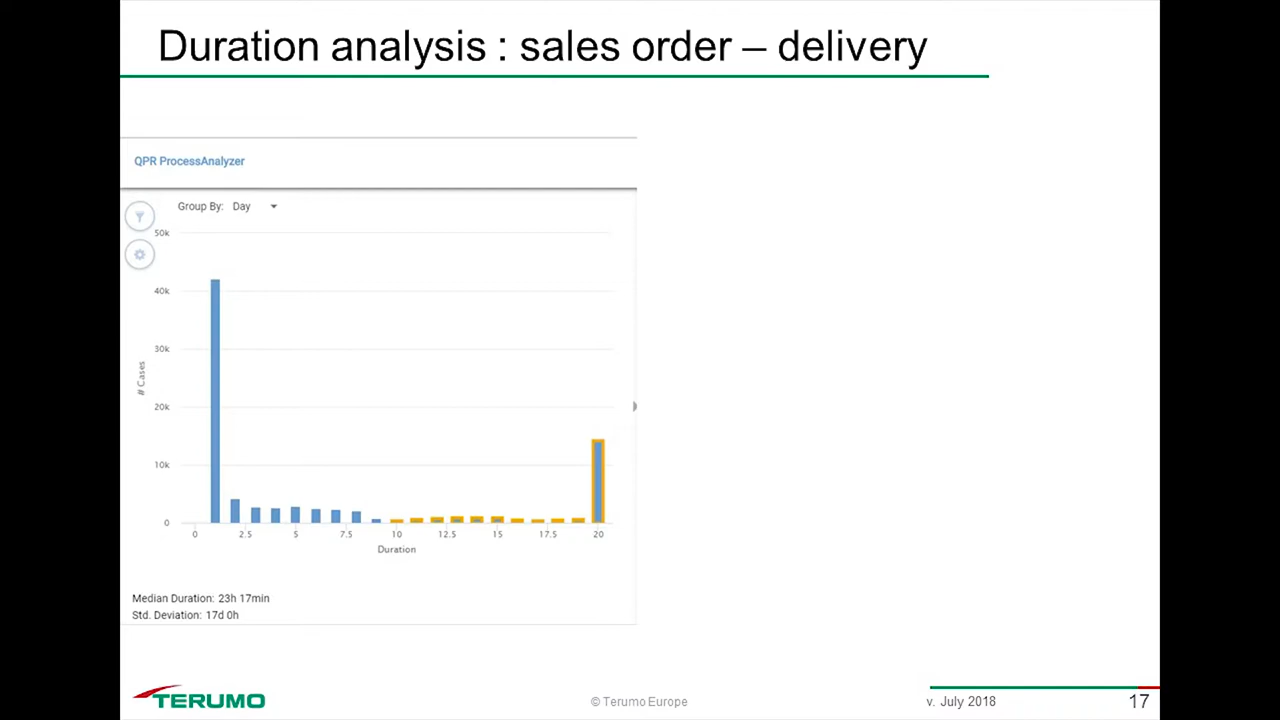 Duration analysis : sales order – delivery
QPR ProcessAnalyzer
Group By: Day
50k
40k
30k
20k
10k
0
# Cases
0 2.5 5 7.5 10 12.5 15 17.5 20
Duration
Median Duration: 23h 17min
Std. Deviation: 17d 0h
TERUMO
© Terumo Europe
v. July 2018
17